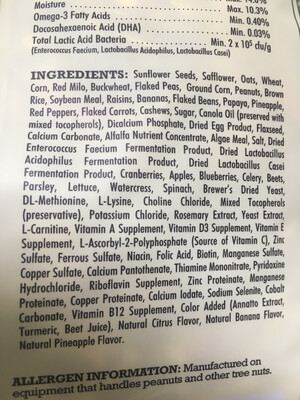 Moisture . . . . . . . . . . . . . . . . . . . . . Max. 10.3%
Omega-3 Fatty Acids . . . . . . . . . . . . . . Min. 0.40%
Docosahexaenoic Acid (DHA) . . . . . . . . Min. 0.03%
Total Lactic Acid Bacteria . . . . . . Min. 2 x 10⁵ cfu/g
(Enterococcus Faecium, Lactobacillus Acidophilus, Lactobacillus Casei)
INGREDIENTS: Sunflower Seeds, Safflower, Oats, Wheat,
Corn, Red Milo, Buckwheat, Flaked Peas, Ground Corn, Peanuts, Brown
Rice, Soybean Meal, Raisins, Bananas, Flaked Beans, Papaya, Pineapple,
Red Peppers, Flaked Carrots, Cashews, Sugar, Canola Oil (preserved with
mixed tocopherols), Dicalcium Phosphate, Dried Egg Product, Flaxseed,
Calcium Carbonate, Alfalfa Nutrient Concentrate, Algae Meal, Salt, Dried
Enterococcus Faecium Fermentation Product, Dried Lactobacillus
Acidophilus Fermentation Product, Dried Lactobacillus Casei
Fermentation Product, Cranberries, Apples, Blueberries, Celery, Beets,
Parsley, Lettuce, Watercress, Spinach, Brewer's Dried Yeast,
DL-Methionine, L-Lysine, Choline Chloride, Mixed Tocopherols
(preservative), Potassium Chloride, Rosemary Extract, Yeast Extract,
L-Carnitine, Vitamin A Supplement, Vitamin D3 Supplement, Vitamin E
Supplement, L-Ascorbyl-2-Polyphosphate (Source of Vitamin C), Zinc
Sulfate, Ferrous Sulfate, Niacin, Folic Acid, Biotin, Manganese Sulfate,
Copper Sulfate, Calcium Pantothenate, Thiamine Mononitrate, Pyridoxine
Hydrochloride, Riboflavin Supplement, Zinc Proteinate, Manganese
Proteinate, Copper Proteinate, Calcium Iodate, Sodium Selenite, Cobalt
Carbonate, Vitamin B12 Supplement, Color Added (Annatto Extract,
Turmeric, Beet Juice), Natural Citrus Flavor, Natural Banana Flavor,
Natural Pineapple Flavor.
ALLERGEN INFORMATION: Manufactured on
equipment that handles peanuts and other tree nuts.